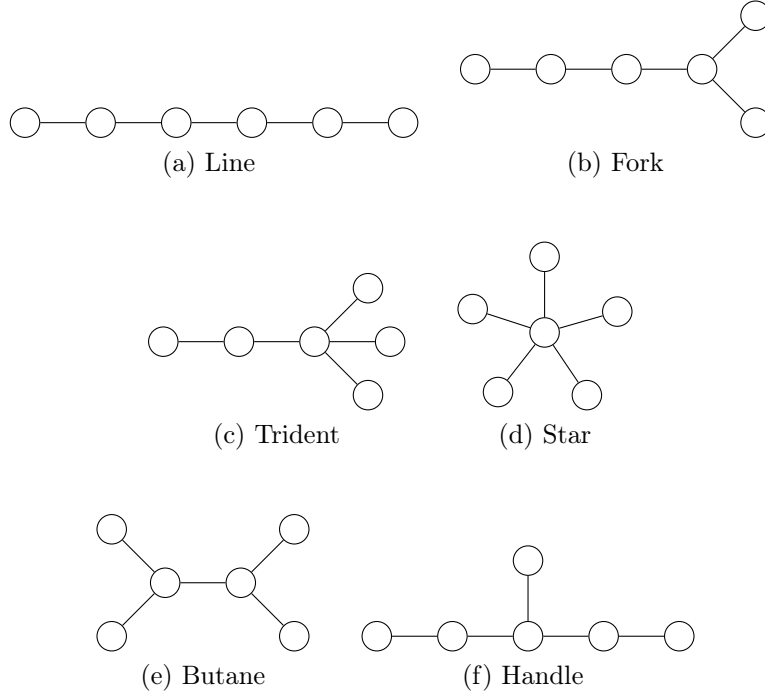 (a) Line
(b) Fork
(c) Trident
(d) Star
(e) Butane
(f) Handle